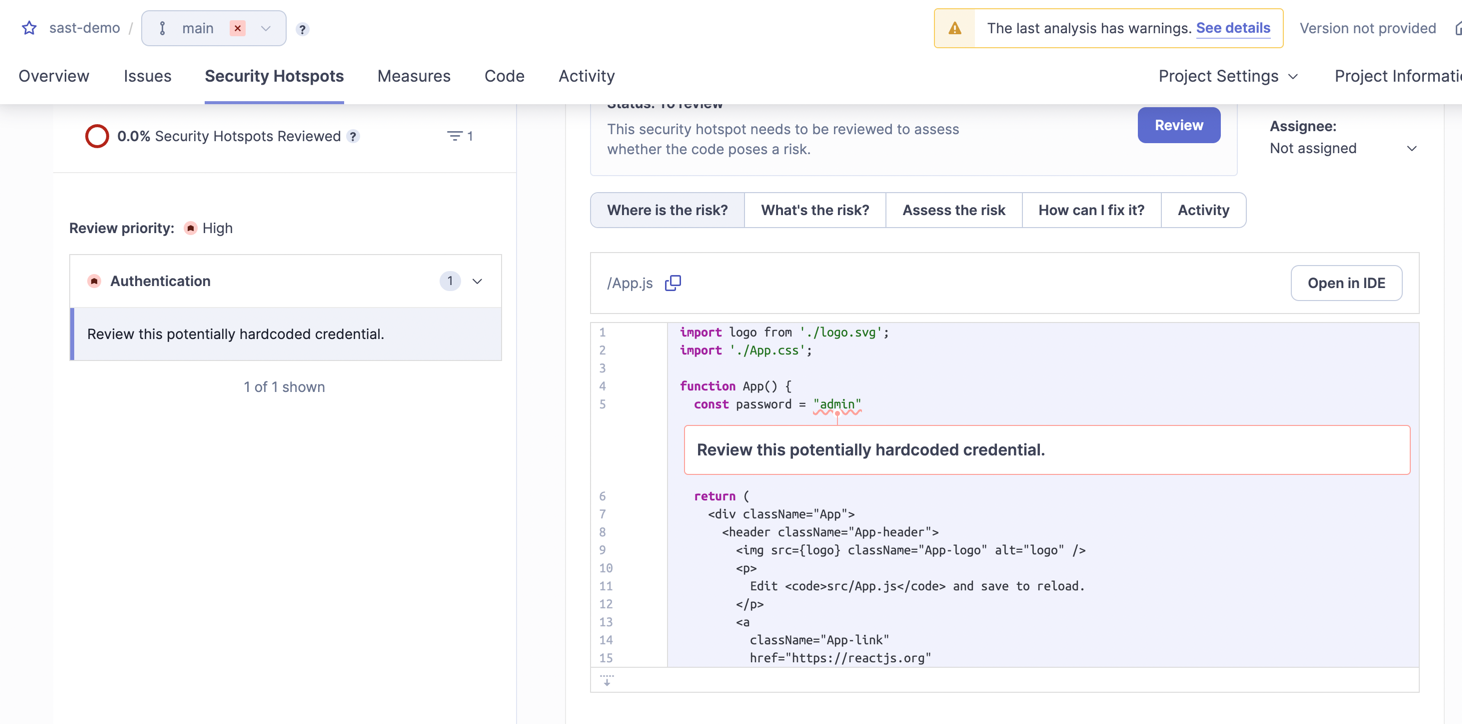 sast-demo / main ?
The last analysis has warnings. See details
Version not provided
Overview Issues Security Hotspots Measures Code Activity
Project Settings Project Informati
0.0% Security Hotspots Reviewed ? 1
Review priority: High
Authentication 1
Review this potentially hardcoded credential.
1 of 1 shown
Status: To review
This security hotspot needs to be reviewed to assess
whether the code poses a risk.
Review
Assignee:
Not assigned
Where is the risk? What's the risk? Assess the risk How can I fix it? Activity
/App.js Open in IDE
1 import logo from './logo.svg';
2 import './App.css';
3
4 function App() {
5 const password = "admin"
Review this potentially hardcoded credential.
6 return (
7 <div className="App">
8 <header className="App-header">
9 <img src={logo} className="App-logo" alt="logo" />
10 <p>
11 Edit <code>src/App.js</code> and save to reload.
12 </p>
13 <a
14 className="App-link"
15 href="https://reactjs.org"